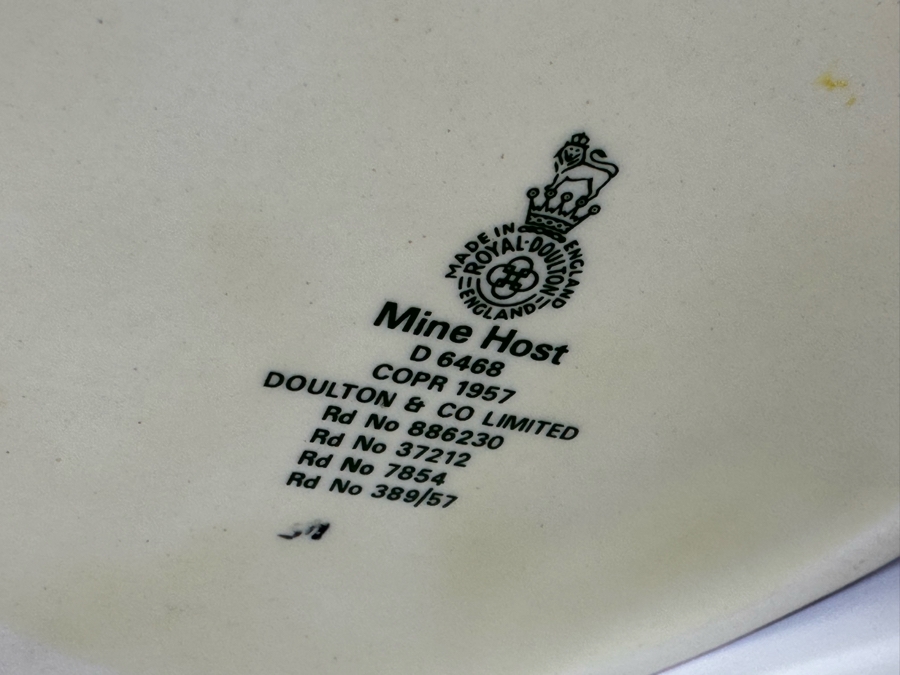 MADE IN ENGLAND
ROYAL·DOULTON
ENGLAND
Mine Host
D 6468
COPR 1957
DOULTON & CO LIMITED
Rd No 886230
Rd No 37212
Rd No 7854
Rd No 389/57